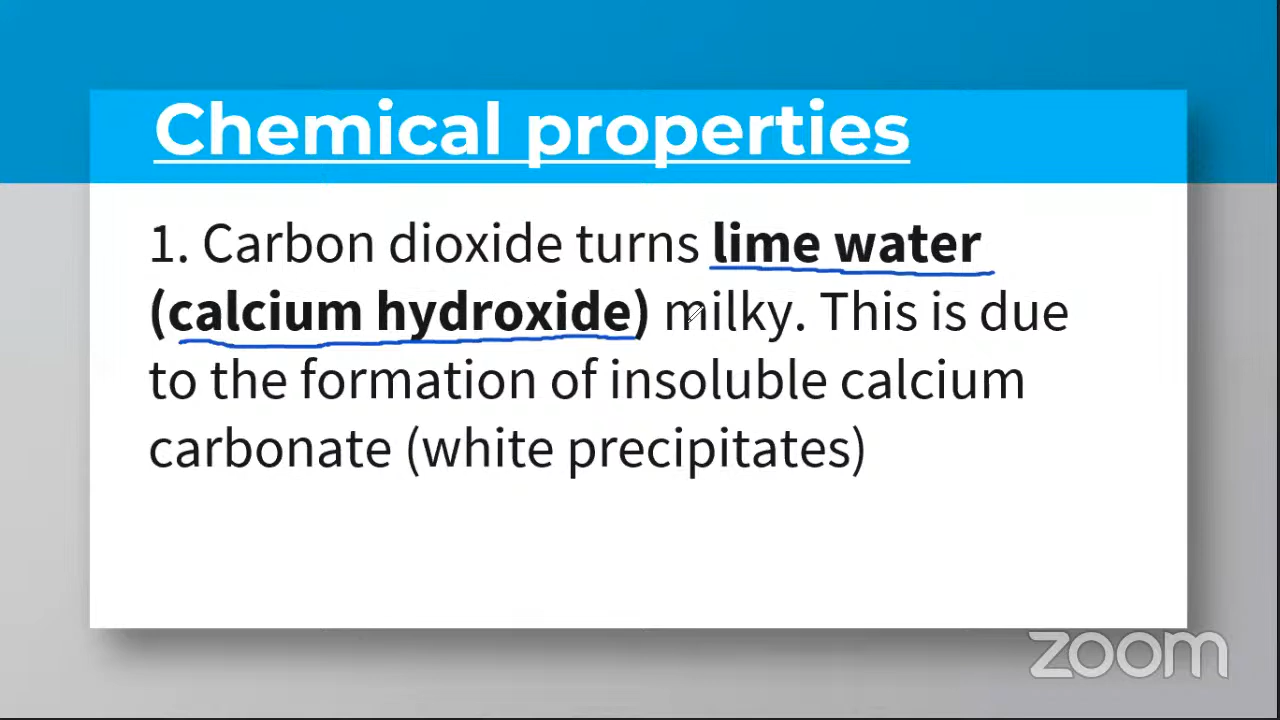 Chemical properties
1. Carbon dioxide turns lime water
(calcium hydroxide) milky. This is due
to the formation of insoluble calcium
carbonate (white precipitates)
zoom